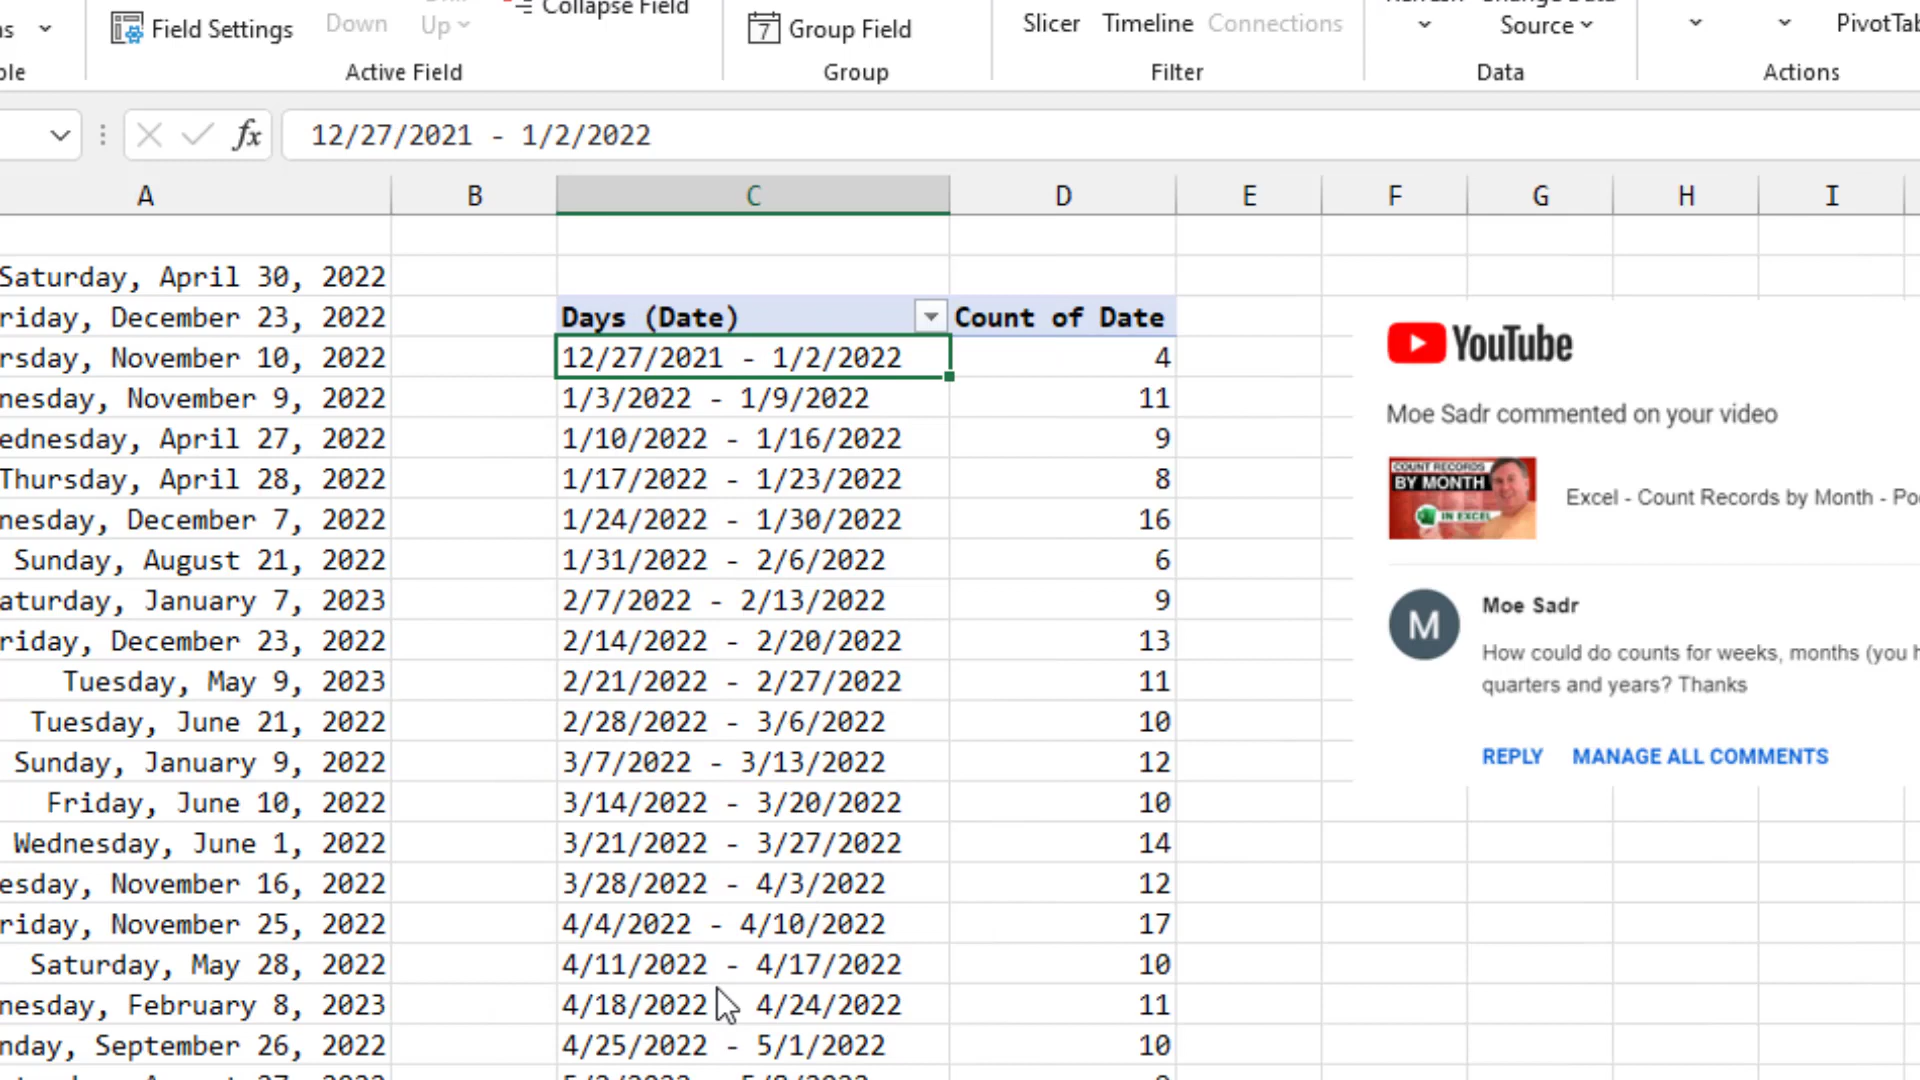 Collapse Field
Field Settings
Down
Up
Group Field
Slicer
Timeline
Connections
Source
Active Field
Group
Filter
Data
Actions
fx
12/27/2021 - 1/2/2022
A B C D E F G H I
Saturday, April 30, 2022
December 23, 2022
Days (Date) Count of Date
November 10, 2022
12/27/2021 - 1/2/2022 4
November 9, 2022
1/3/2022 - 1/9/2022 11
April 27, 2022
1/10/2022 - 1/16/2022 9
Thursday, April 28, 2022
1/17/2022 - 1/23/2022 8
December 7, 2022
1/24/2022 - 1/30/2022 16
Sunday, August 21, 2022
1/31/2022 - 2/6/2022 6
January 7, 2023
2/7/2022 - 2/13/2022 9
December 23, 2022
2/14/2022 - 2/20/2022 13
Tuesday, May 9, 2023
2/21/2022 - 2/27/2022 11
Tuesday, June 21, 2022
2/28/2022 - 3/6/2022 10
Sunday, January 9, 2022
3/7/2022 - 3/13/2022 12
Friday, June 10, 2022
3/14/2022 - 3/20/2022 10
Wednesday, June 1, 2022
3/21/2022 - 3/27/2022 14
November 16, 2022
3/28/2022 - 4/3/2022 12
November 25, 2022
4/4/2022 - 4/10/2022 17
Saturday, May 28, 2022
4/11/2022 - 4/17/2022 10
February 8, 2023
4/18/2022 4/24/2022 11
September 26, 2022
4/25/2022 - 5/1/2022 10
YouTube
Moe Sadr commented on your video
COUNT RECORDS
BY MONTH
IN EXCEL
Excel - Count Records by Month -
M
Moe Sadr
How could do counts for weeks, months (you
quarters and years? Thanks
REPLY MANAGE ALL COMMENTS